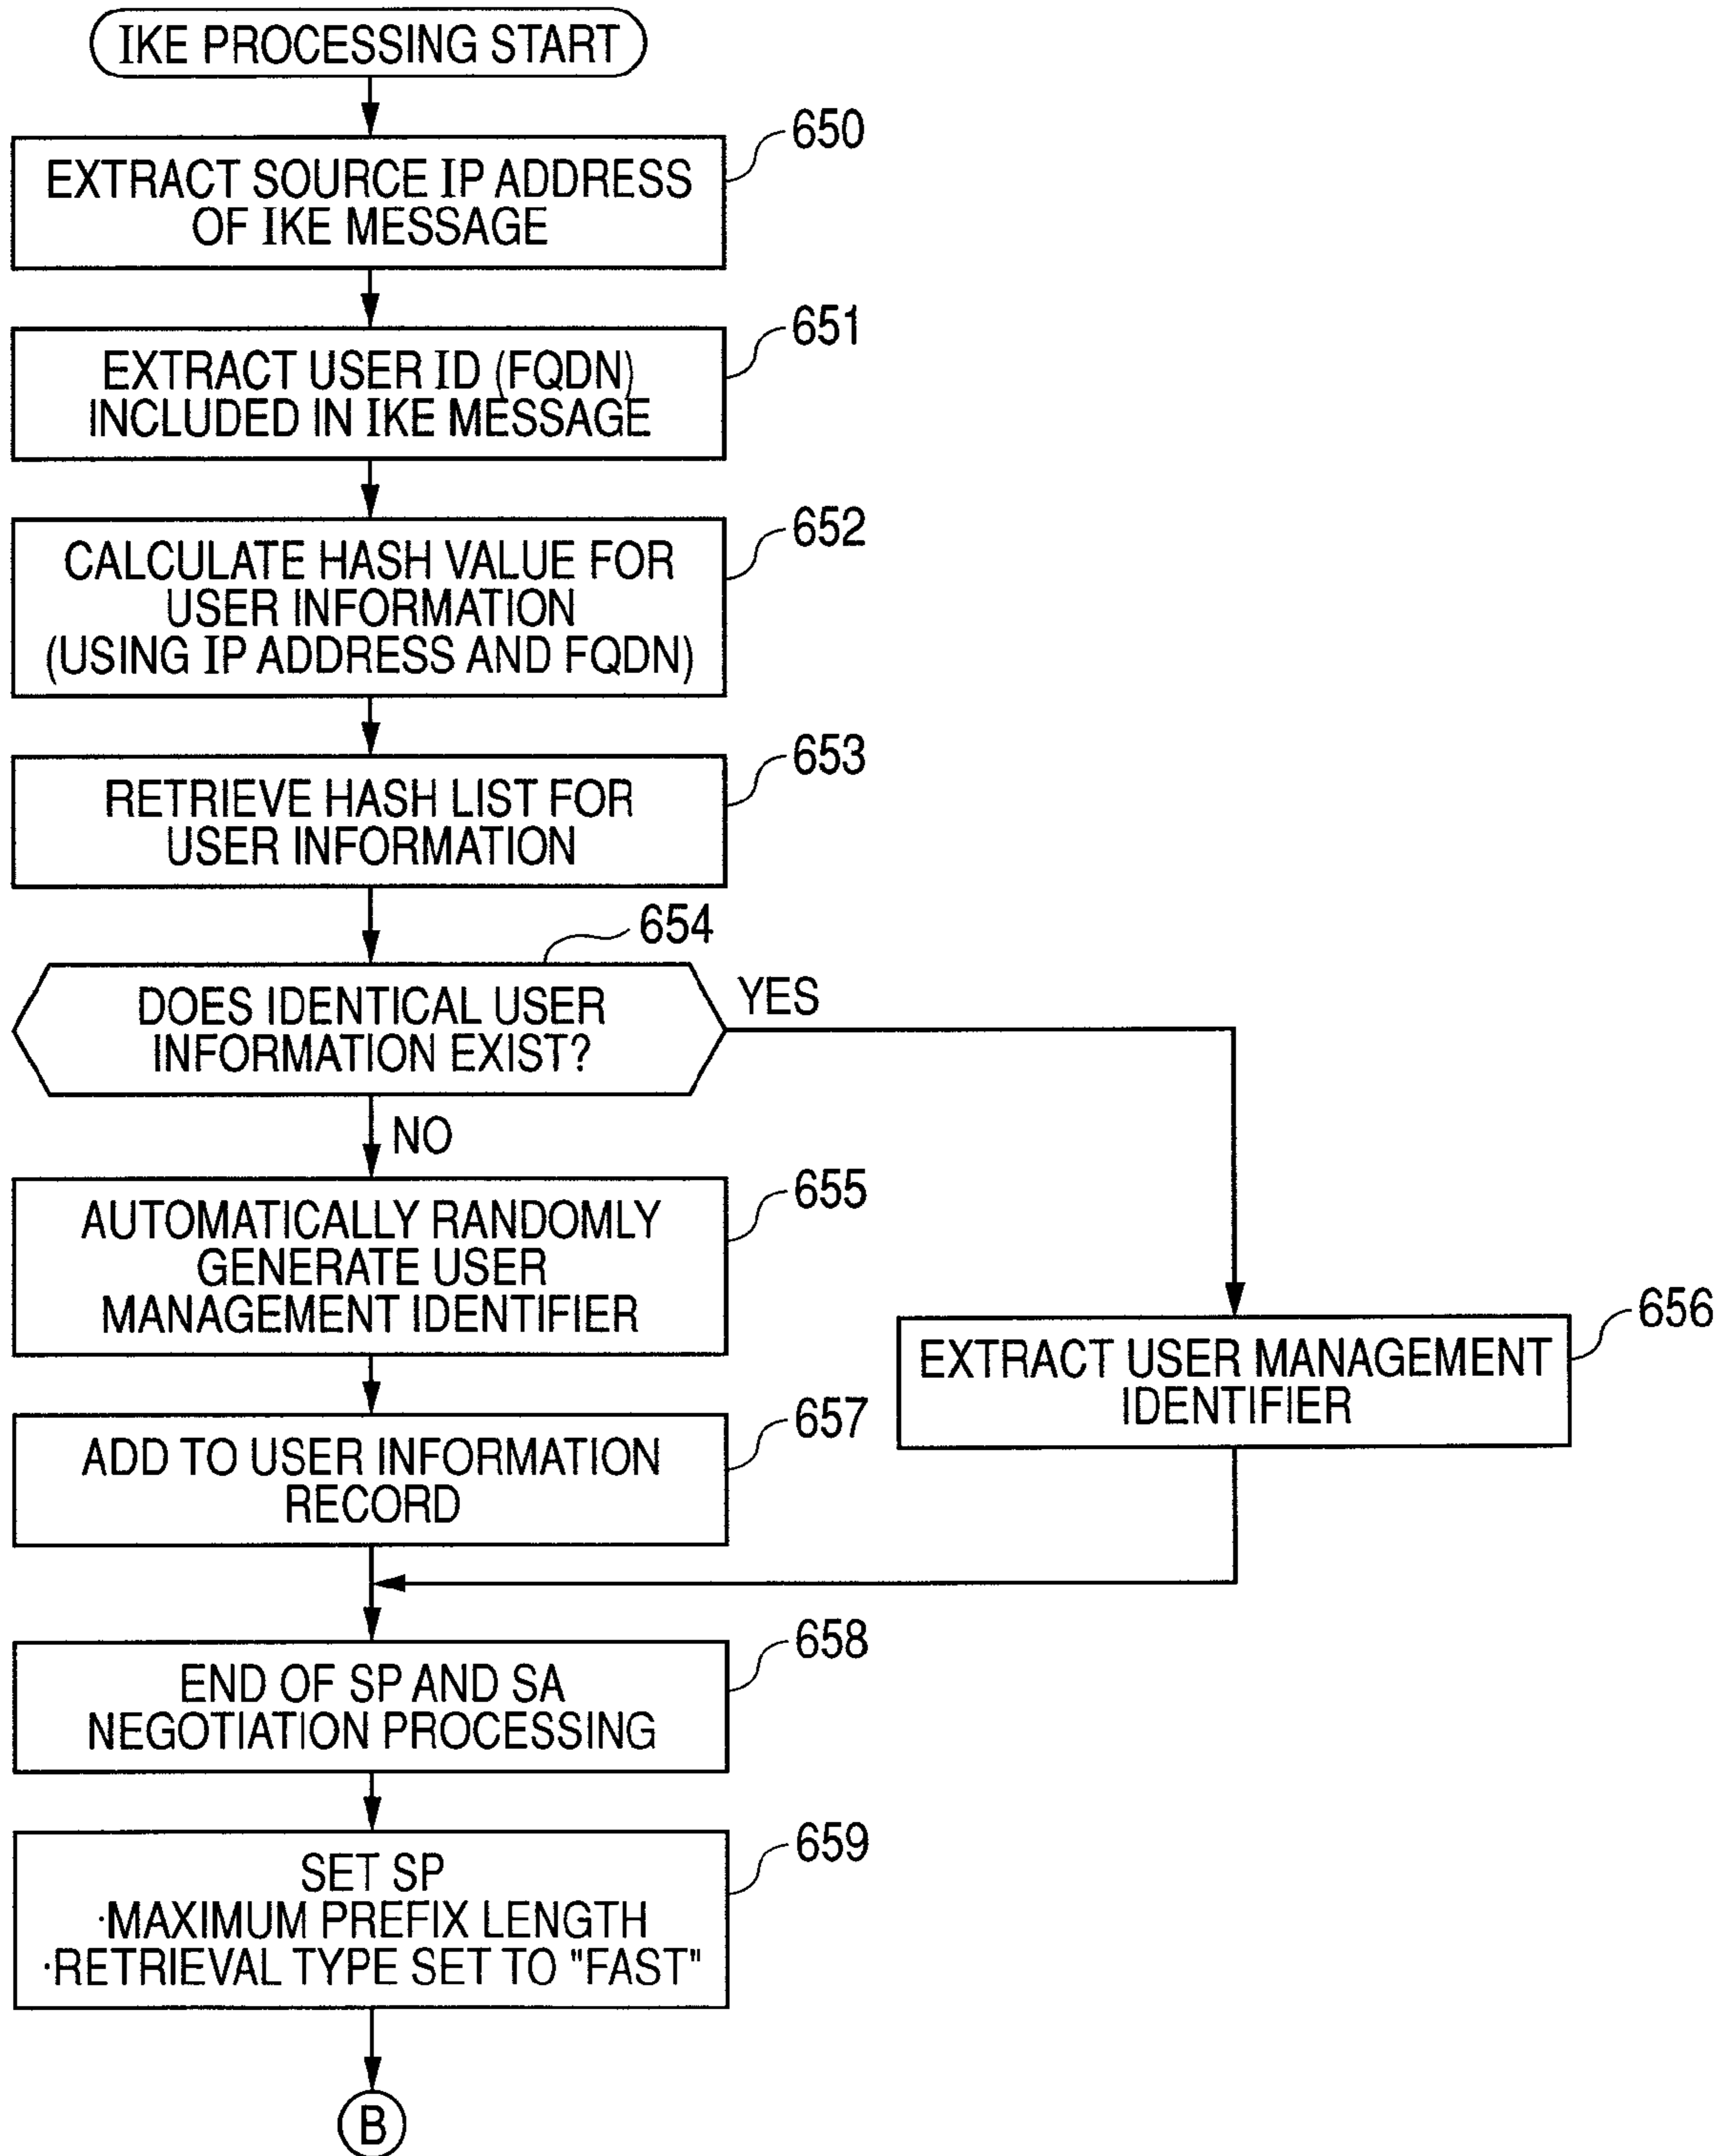 IKE PROCESSING START
650
EXTRACT SOURCE IP ADDRESS
OF IKE MESSAGE
651
EXTRACT USER ID (FQDN)
INCLUDED IN IKE MESSAGE
652
CALCULATE HASH VALUE FOR
USER INFORMATION
(USING IP ADDRESS AND FQDN)
653
RETRIEVE HASH LIST FOR
USER INFORMATION
654
DOES IDENTICAL USER
INFORMATION EXIST?
YES
NO
655
AUTOMATICALLY RANDOMLY
GENERATE USER
MANAGEMENT IDENTIFIER
656
EXTRACT USER MANAGEMENT
IDENTIFIER
657
ADD TO USER INFORMATION
RECORD
658
END OF SP AND SA
NEGOTIATION PROCESSING
659
SET SP
·MAXIMUM PREFIX LENGTH
·RETRIEVAL TYPE SET TO "FAST"
B